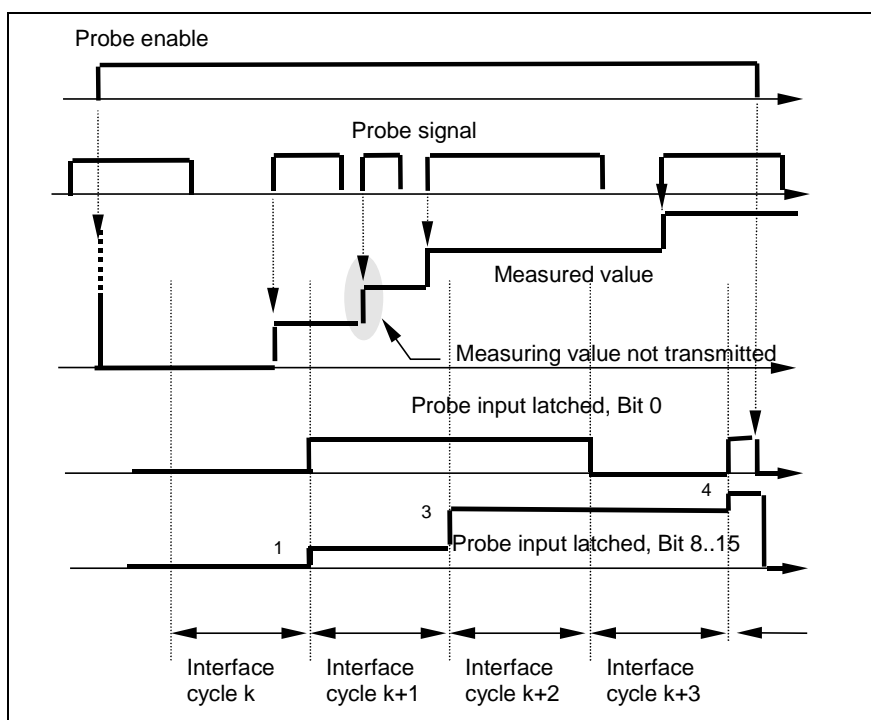 Probe enable
Probe signal
Measured value
Measuring value not transmitted
Probe input latched, Bit 0
4
3
1
Probe input latched, Bit 8..15
Interface
cycle k
Interface
cycle k+1
Interface
cycle k+2
Interface
cycle k+3